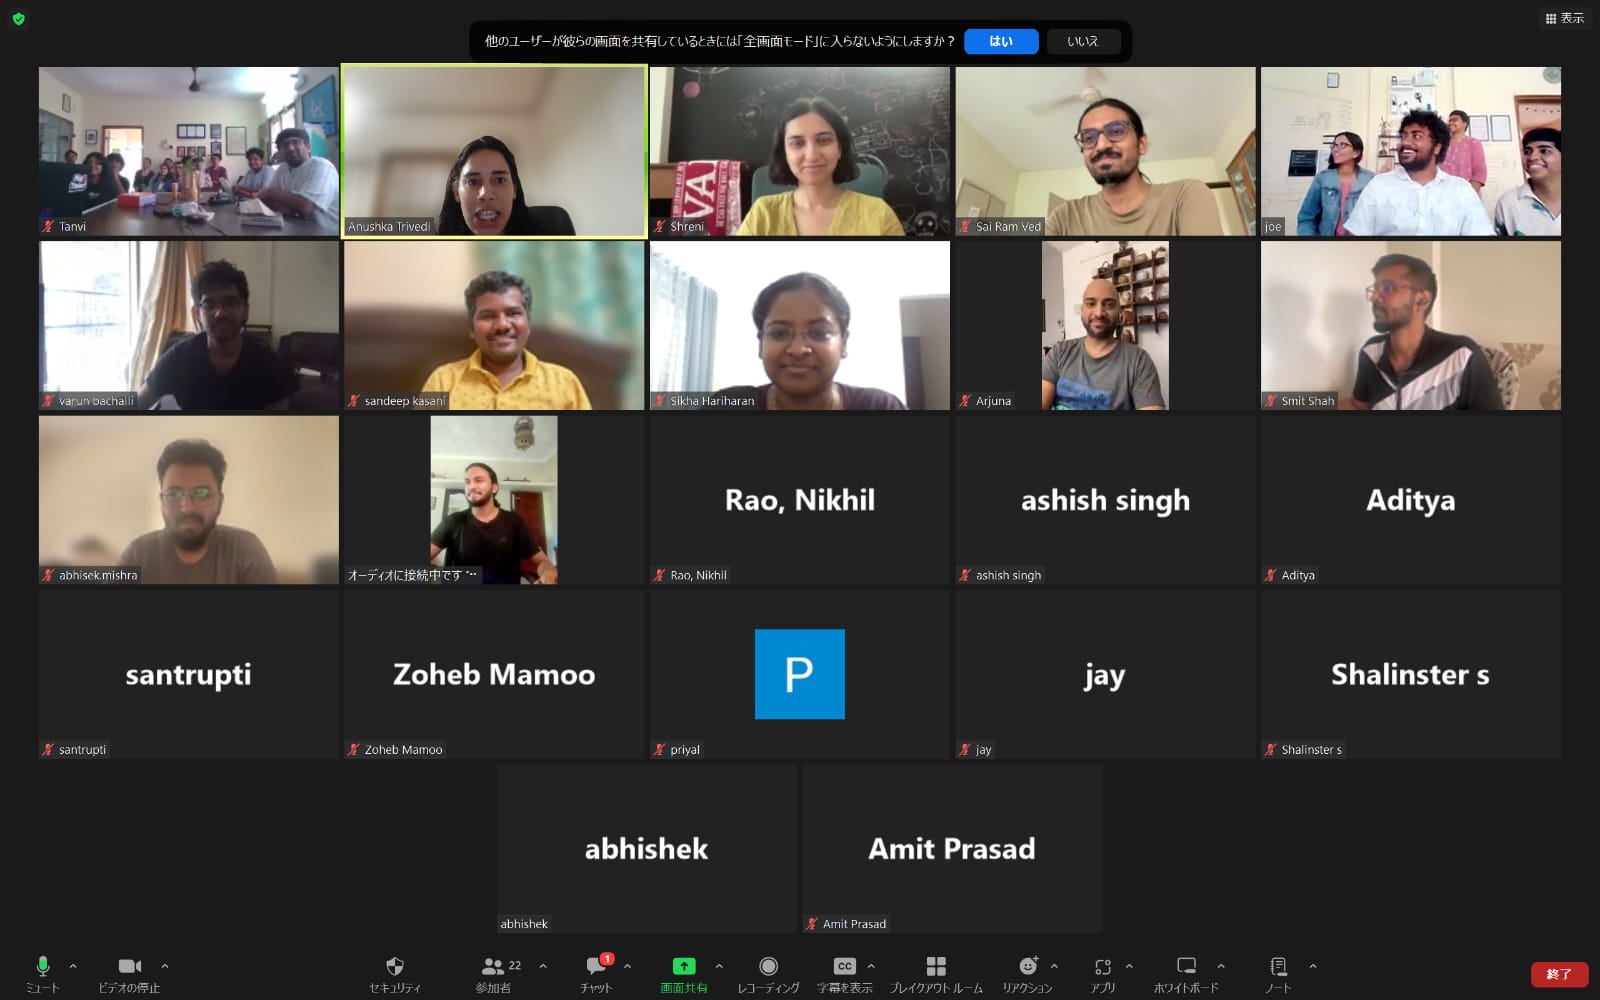 表示
他のユーザーが彼らの画面を共有しているときには「全画面モード」に入らないようにしますか？ はい いいえ
Tanvi
Anushka Trivedi
Shreni
Sai Ram Ved
joe
varun bachalli
sandeep kasani
Sikha Hariharan
Arjuna
Smit Shah
Rao, Nikhil
ashish singh
Aditya
abhisek.mishra
オーディオに接続中です ･･･
Rao, Nikhil
ashish singh
Aditya
santrupti
Zoheb Mamoo
P
jay
Shalinster s
santrupti
Zoheb Mamoo
priyal
jay
Shalinster s
abhishek
Amit Prasad
abhishek
Amit Prasad
22
1
CC
ミュート
ビデオの停止
セキュリティ
参加者
チャット
画面共有
レコーディング
字幕を表示
ブレイクアウト ルーム
リアクション
アプリ
ホワイトボード
ノート
終了